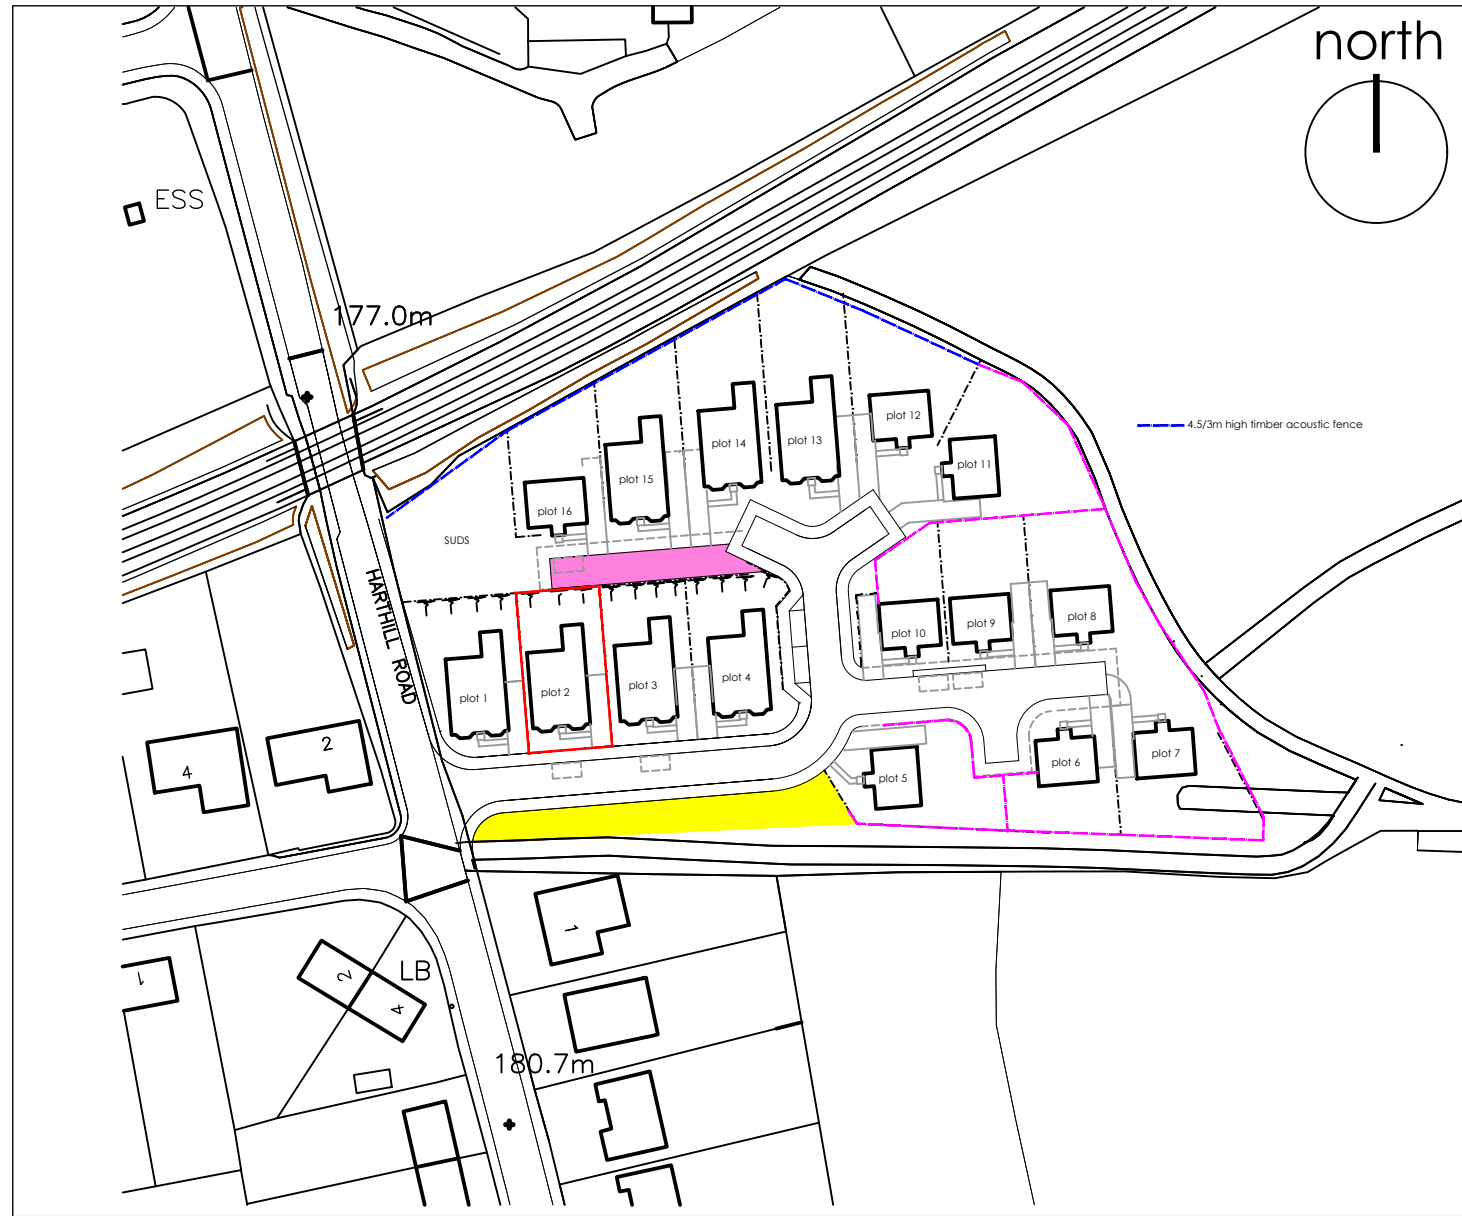 north
ESS
177.0m
plot 12
4.5/3m high timber acoustic fence
plot 14
plot 13
plot 11
plot 15
plot 16
SUDS
HARTHILL ROAD
plot 10
plot 9
plot 8
plot 1
plot 2
plot 3
plot 4
2
4
plot 5
plot 6
plot 7
1
2
LB
4
1
180.7m